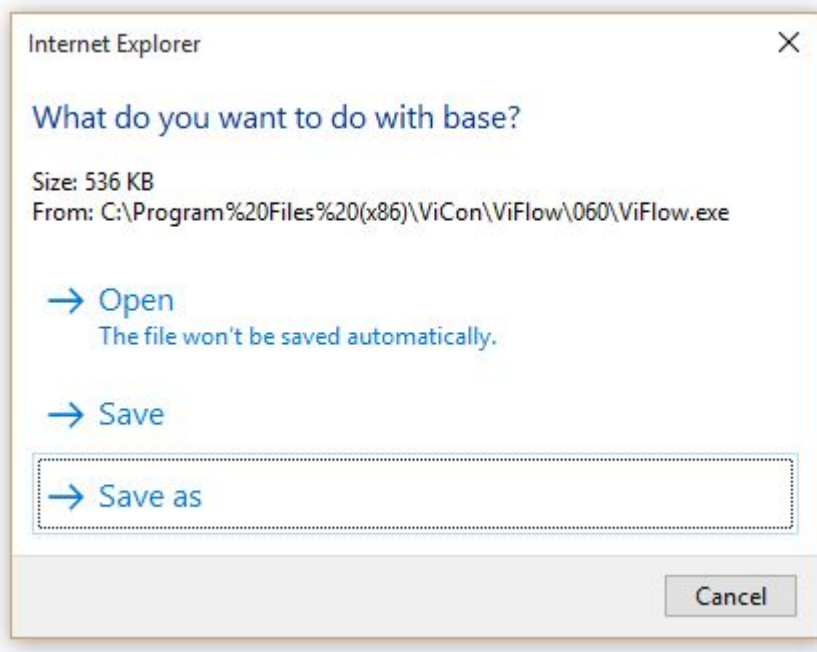 Internet Explorer
What do you want to do with base?
Size: 536 KB
From: C:\Program%20Files%20(x86)\ViCon\ViFlow\060\ViFlow.exe
Open
The file won't be saved automatically.
Save
Save as
Cancel